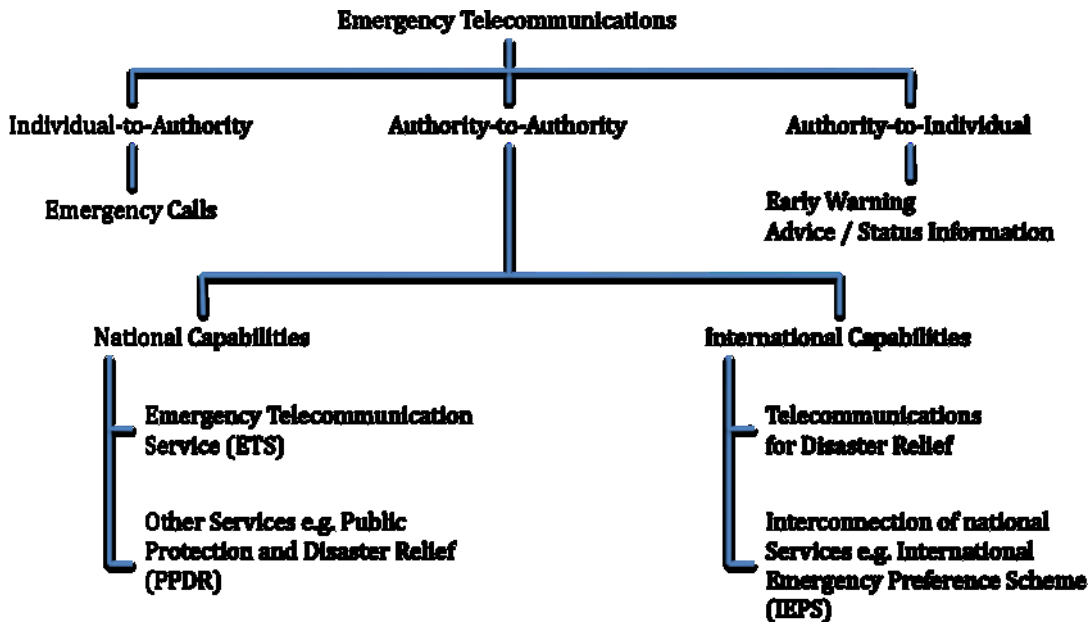 Emergency Telecommunications
Individual-to-Authority
Authority-to-Authority
Authority-to-Individual
Emergency Calls
Early Warning
Advice / Status Information
National Capabilities
International Capabilities
Emergency Telecommunication
Service (ETS)
Telecommunications
for Disaster Relief
Other Services e.g. Public
Protection and Disaster Relief
(PPDR)
Interconnection of national
Services e.g. International
Emergency Preference Scheme
(IEPS)